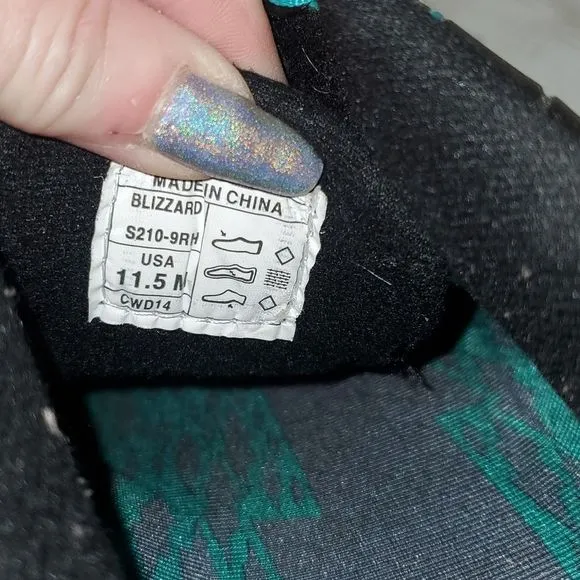 MADE IN CHINA
BLIZZARD
S210-9RH
USA
11.5 M
CWD14